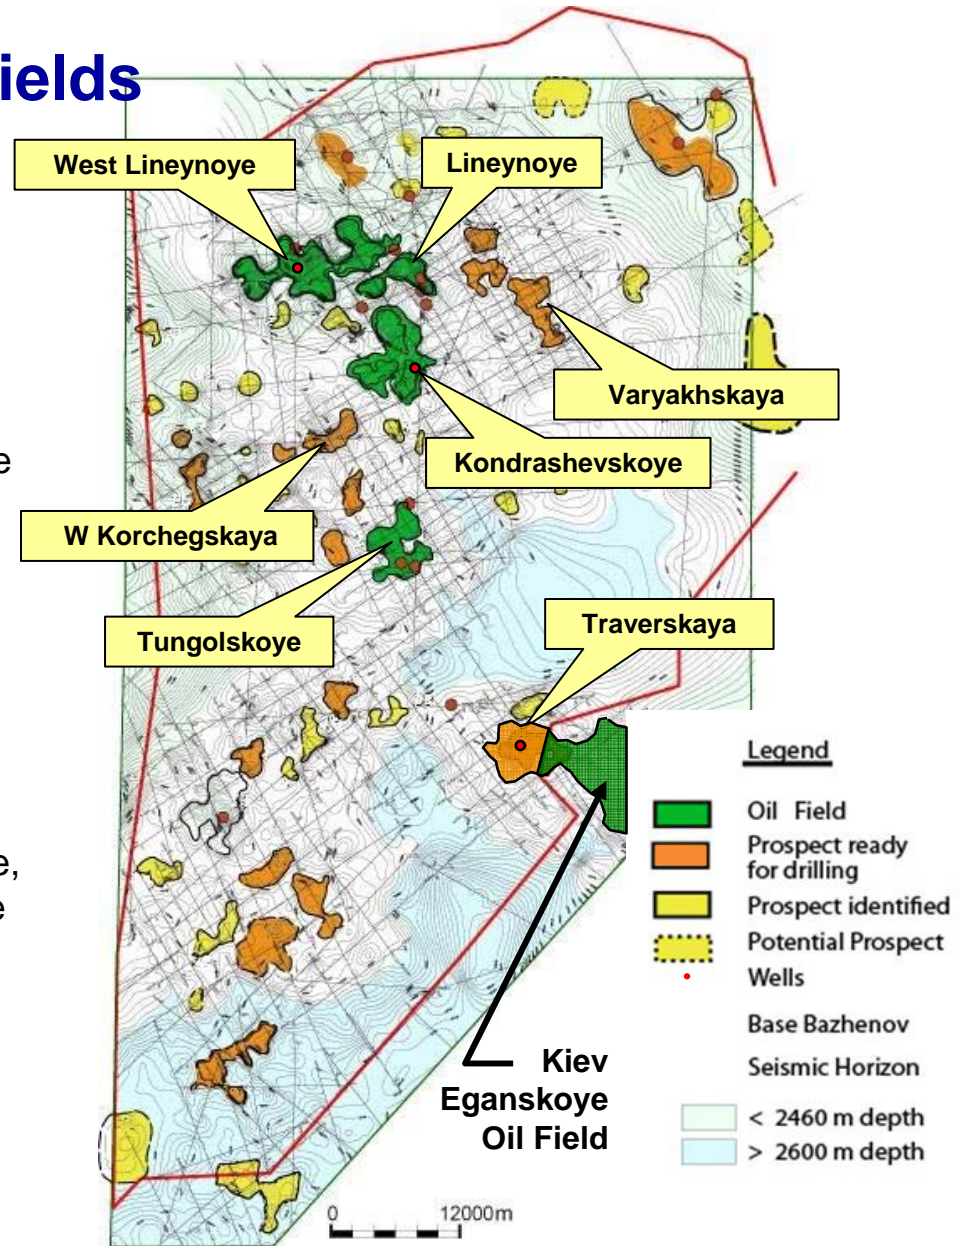 ields
West Lineynoye
Lineynoye
Varyakhskaya
Kondrashevskoye
e
W Korchegskaya
Tungolskoye
Traverskaya
e,
e
Kiev
Eganskoye
Oil Field
Legend
Oil Field
Prospect ready
for drilling
Prospect identified
Potential Prospect
Wells
Base Bazhenov
Seismic Horizon
< 2460 m depth
> 2600 m depth
0 12000m